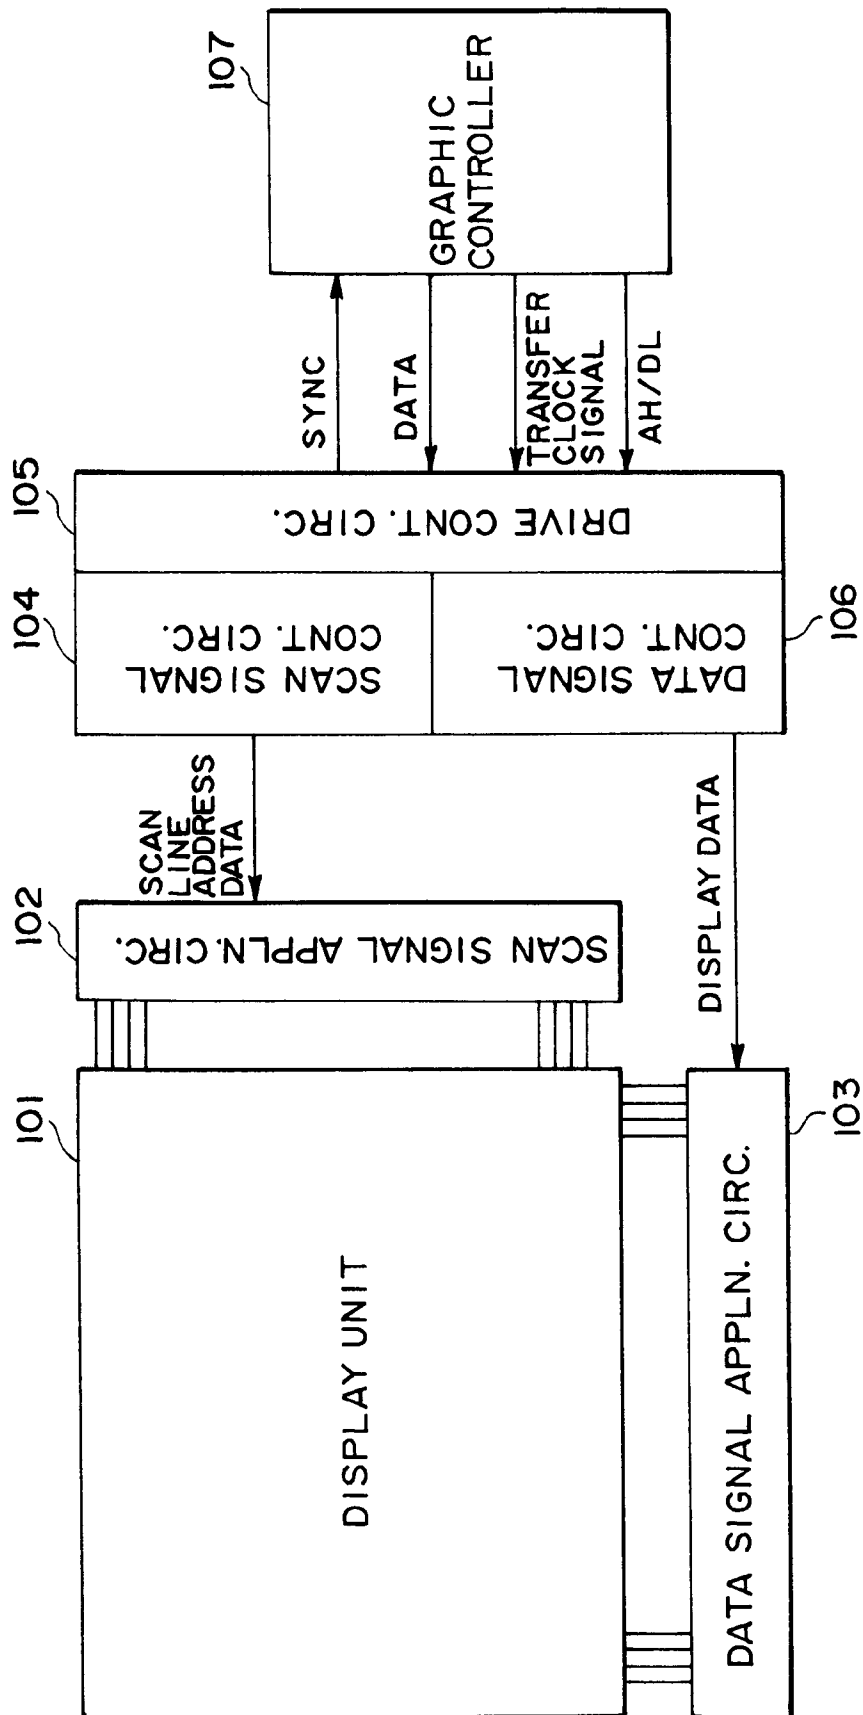 101
DISPLAY UNIT
102
SCAN SIGNAL APPLN. CIRC.
SCAN
LINE
ADDRESS
DATA
104
SCAN SIGNAL
CONT. CIRC.
105
DRIVE CONT. CIRC.
SYNC
DATA
TRANSFER
CLOCK
SIGNAL
AH/DL
107
GRAPHIC
CONTROLLER
DATA SIGNAL
CONT. CIRC.
106
DISPLAY DATA
DATA SIGNAL APPLN. CIRC.
103